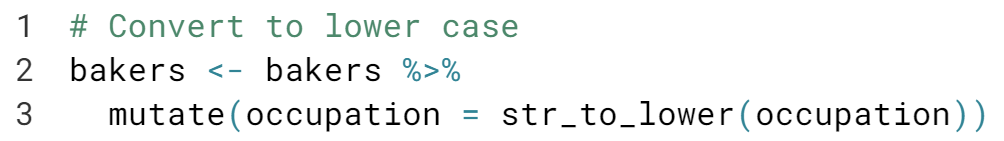 1 # Convert to lower case
2 bakers <- bakers %>%
3   mutate(occupation = str_to_lower(occupation))